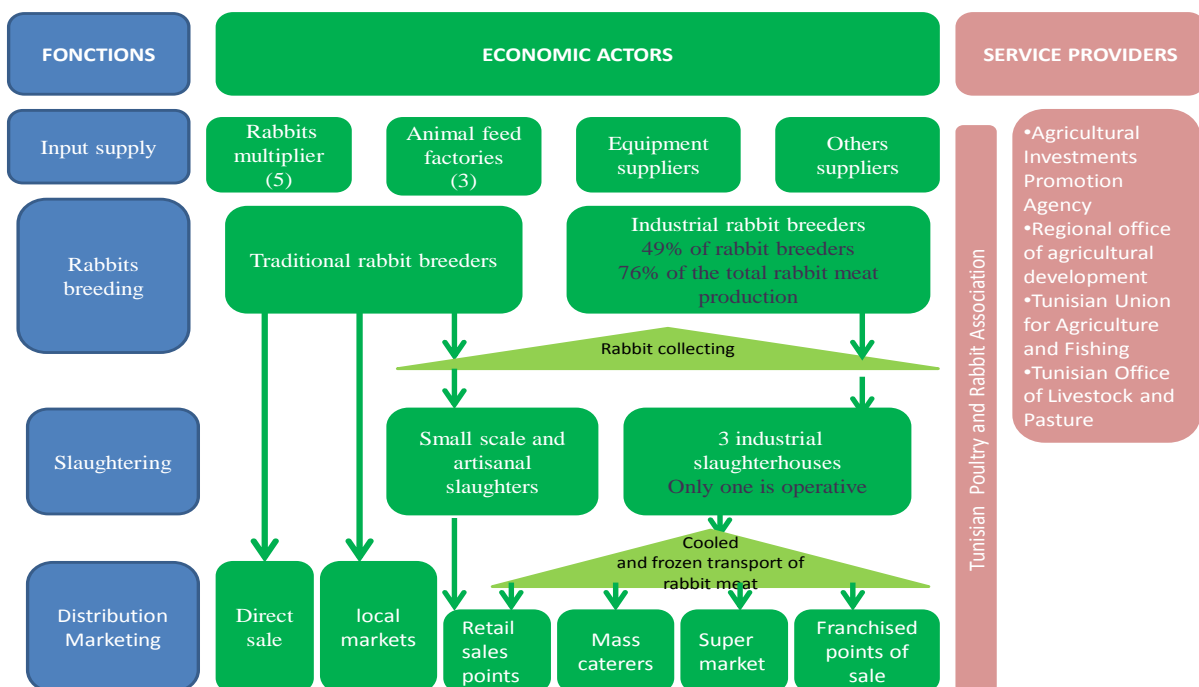 FONCTIONS
ECONOMIC ACTORS
SERVICE PROVIDERS
Input supply
Rabbits
multiplier
(5)
Animal feed
factories
(3)
Equipment
suppliers
Others
suppliers
Rabbits
breeding
Traditional rabbit breeders
Industrial rabbit breeders
49% of rabbit breeders
76% of the total rabbit meat
production
Rabbit collecting
Slaughtering
Small scale and
artisanal
slaughters
3 industrial
slaughterhouses
Only one is operative
Cooled
and frozen transport of
rabbit meat
Distribution
Marketing
Direct
sale
local
markets
Retail
sales
points
Mass
caterers
Super
market
Franchised
points of
sale
Tunisian Poultry and Rabbit Association
•Agricultural
Investments
Promotion
Agency
•Regional office
of agricultural
development
•Tunisian Union
for Agriculture
and Fishing
•Tunisian Office
of Livestock and
Pasture